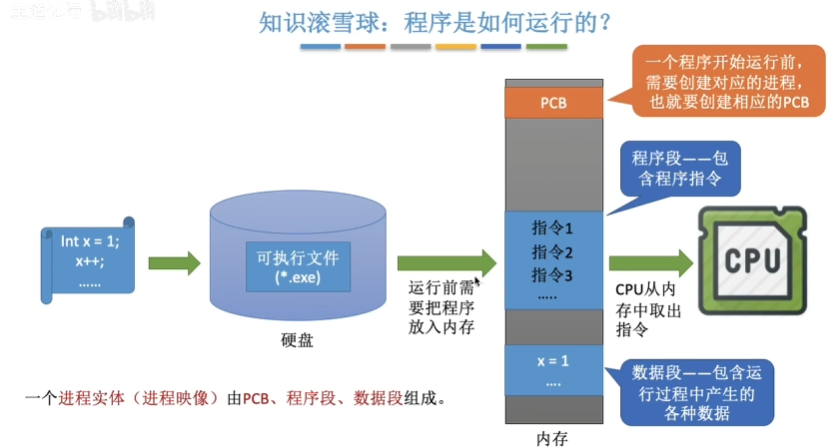 bilibili
知识滚雪球：程序是如何运行的？
一个程序开始运行前，
需要创建对应的进程，
也就要创建相应的PCB
PCB
程序段——包
含程序指令
Int x = 1;
x++;
……
可执行文件
(*.exe)
硬盘
运行前需
要把程序
放入内存
指令1
指令2
指令3
…..
CPU从内
存中取出
指令
CPU
x = 1
….
数据段——包含运
行过程中产生的
各种数据
内存
一个进程实体（进程映像）由PCB、程序段、数据段组成。